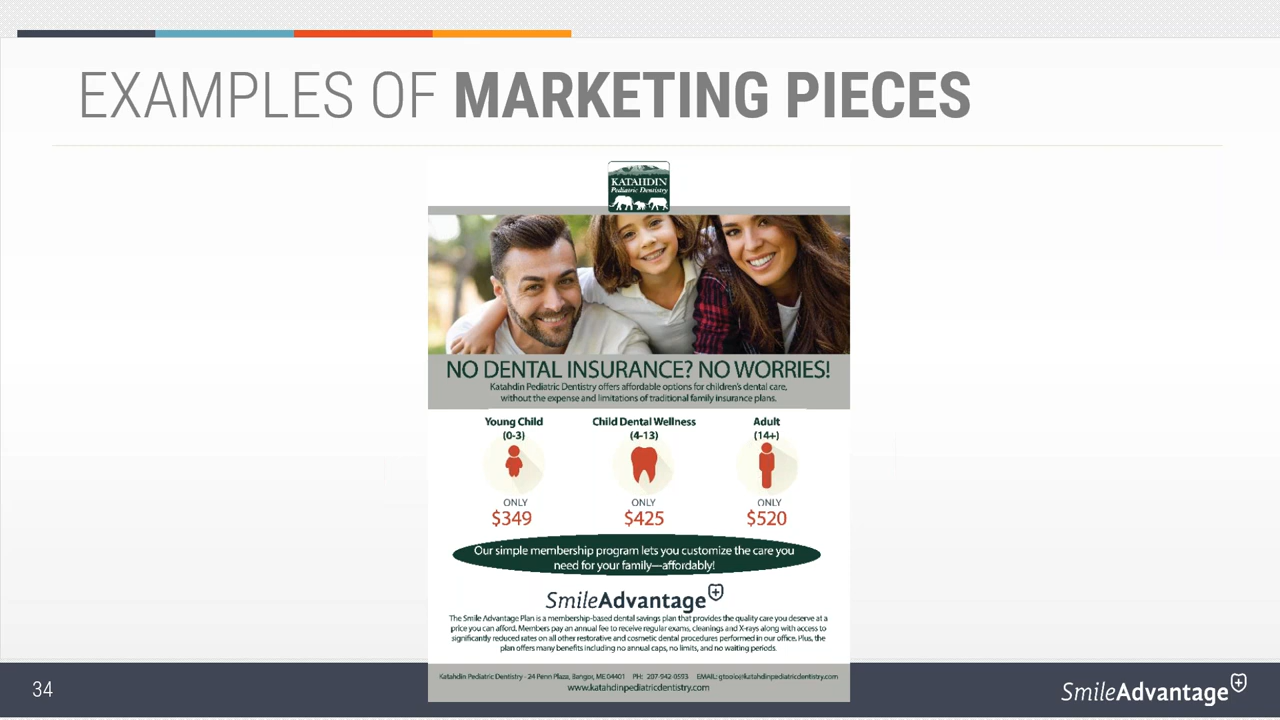 EXAMPLES OF MARKETING PIECES
KATAHDIN
Pediatric Dentistry
NO DENTAL INSURANCE? NO WORRIES!
Katahdin Pediatric Dentistry offers affordable options for children's dental care,
without the expense and limitations of traditional family insurance plans.
Young Child Child Dental Wellness Adult
(0-3) (4-13) (14+)
ONLY ONLY ONLY
$349 $425 $520
Our simple membership program lets you customize the care you
need for your family—affordably!
SmileAdvantage
The Smile Advantage Plan is a membership-based dental savings plan that provides the quality care you deserve at a
price you can afford. Members pay an annual fee to receive regular exams, cleanings and X-rays along with access to
significantly reduced rates on all other restorative and cosmetic dental procedures performed in our office. Plus, the
plan offers many benefits including no annual caps, no limits, and no waiting periods.
Katahdin Pediatric Dentistry - 24 Penn Plaza, Bangor, ME 04401 PH: 207-942-0593 EMAIL:
www.katahdinpediatricdentistry.com
34
SmileAdvantage